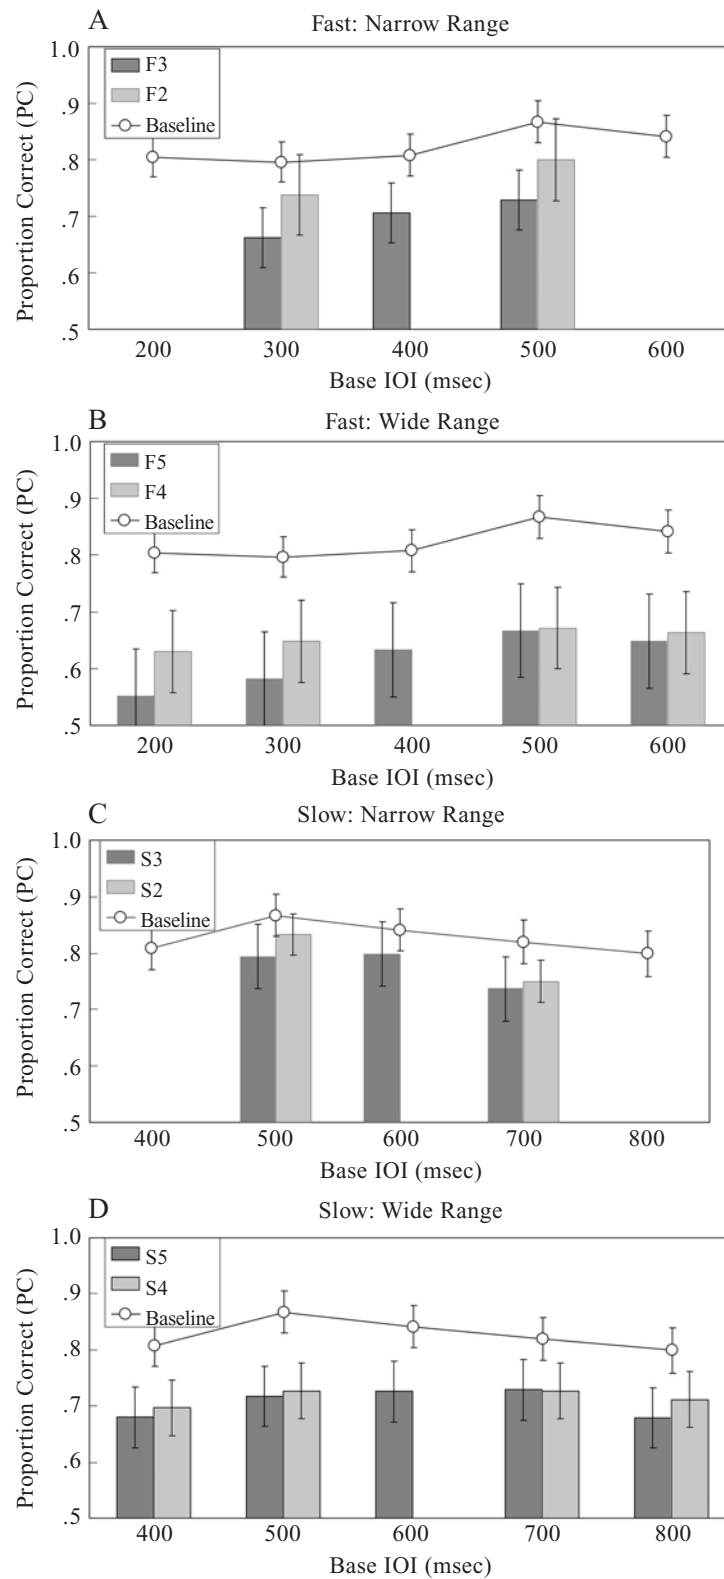 A
Fast: Narrow Range
1.0
.9
.8
.7
.6
.5
Proportion Correct (PC)
F3
F2
Baseline
200 300 400 500 600
Base IOI (msec)
B
Fast: Wide Range
1.0
.9
.8
.7
.6
.5
Proportion Correct (PC)
F5
F4
Baseline
200 300 400 500 600
Base IOI (msec)
C
Slow: Narrow Range
1.0
.9
.8
.7
.6
.5
Proportion Correct (PC)
S3
S2
Baseline
400 500 600 700 800
Base IOI (msec)
D
Slow: Wide Range
1.0
.9
.8
.7
.6
.5
Proportion Correct (PC)
S5
S4
Baseline
400 500 600 700 800
Base IOI (msec)